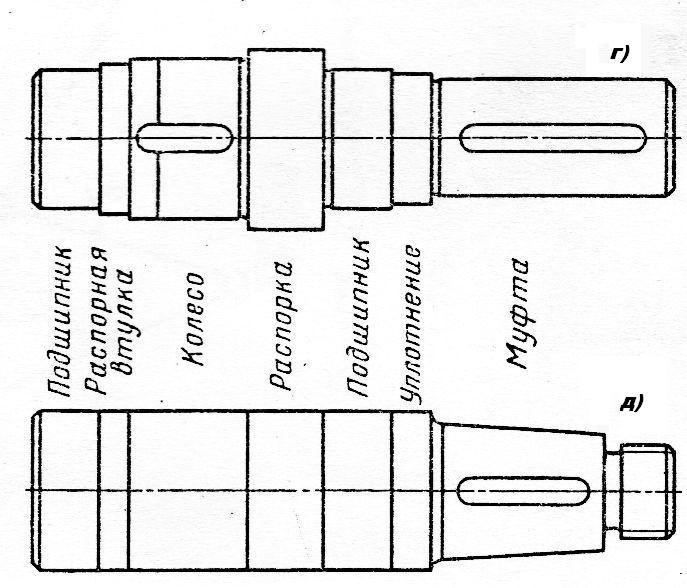 г)
Подшипник
Распорная
втулка
Колесо
Распорка
Подшипник
Уплотнение
Муфта
д)